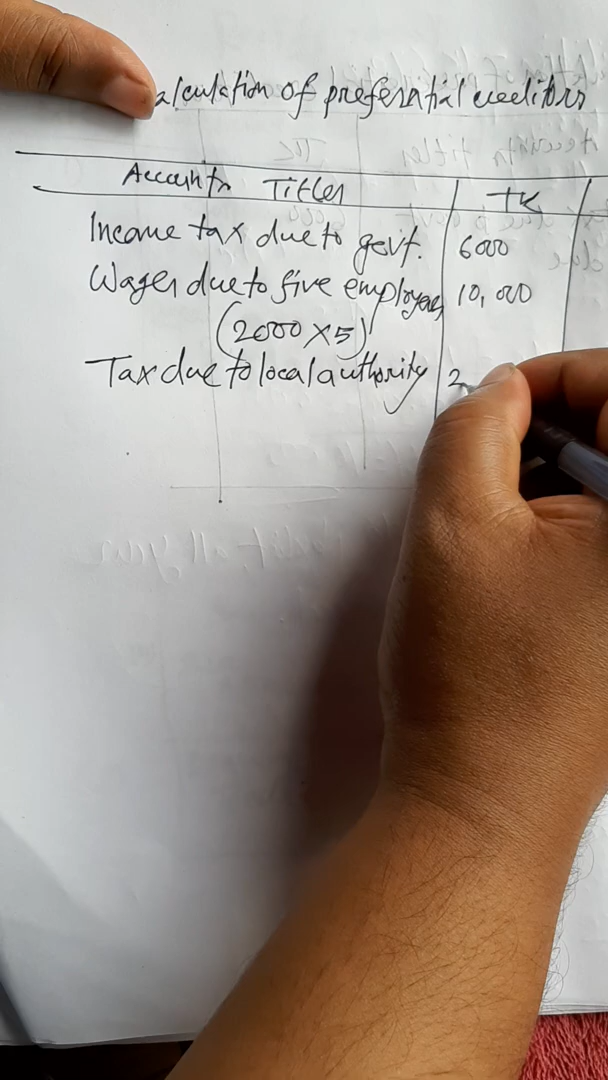 alculation of preferential creditors
Accounts Titles TK
Income tax due to govt. 6000
Wages due to five employees 10,000
(2000 X 5)
Tax due to local authority 2